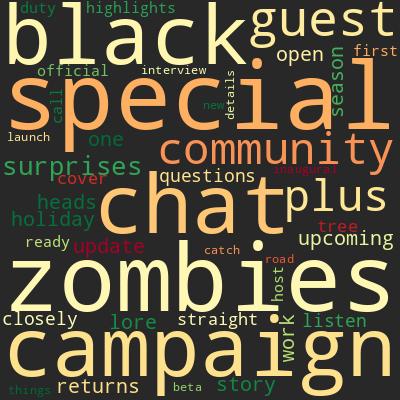 duty highlights
black guest
official interview open first
special
call details new season
launch one community
surprises cover questions inaugural
heads chat plus
holiday tree
ready update catch upcoming
zombies road host
closely lore straight work listen
campaign
things returns beta story